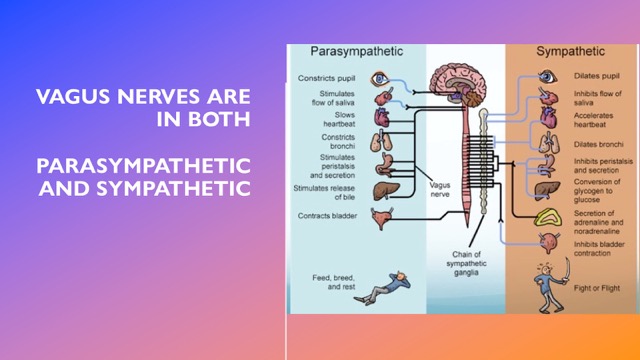 VAGUS NERVES ARE
IN BOTH
PARASYMPATHETIC
AND SYMPATHETIC
Parasympathetic
Constricts pupil
Stimulates
flow of saliva
Slows
heartbeat
Constricts
bronchi
Stimulates
peristalsis
and secretion
Stimulates release
of bile
Contracts bladder
Feed, breed,
and rest
Vagus
nerve
Chain of
sympathetic
ganglia
Sympathetic
Dilates pupil
Inhibits flow of
saliva
Accelerates
heartbeat
Dilates bronchi
Inhibits peristalsis
and secretion
Conversion of
glycogen to
glucose
Secretion of
adrenaline and
noradrenaline
Inhibits bladder
contraction
Fight or Flight